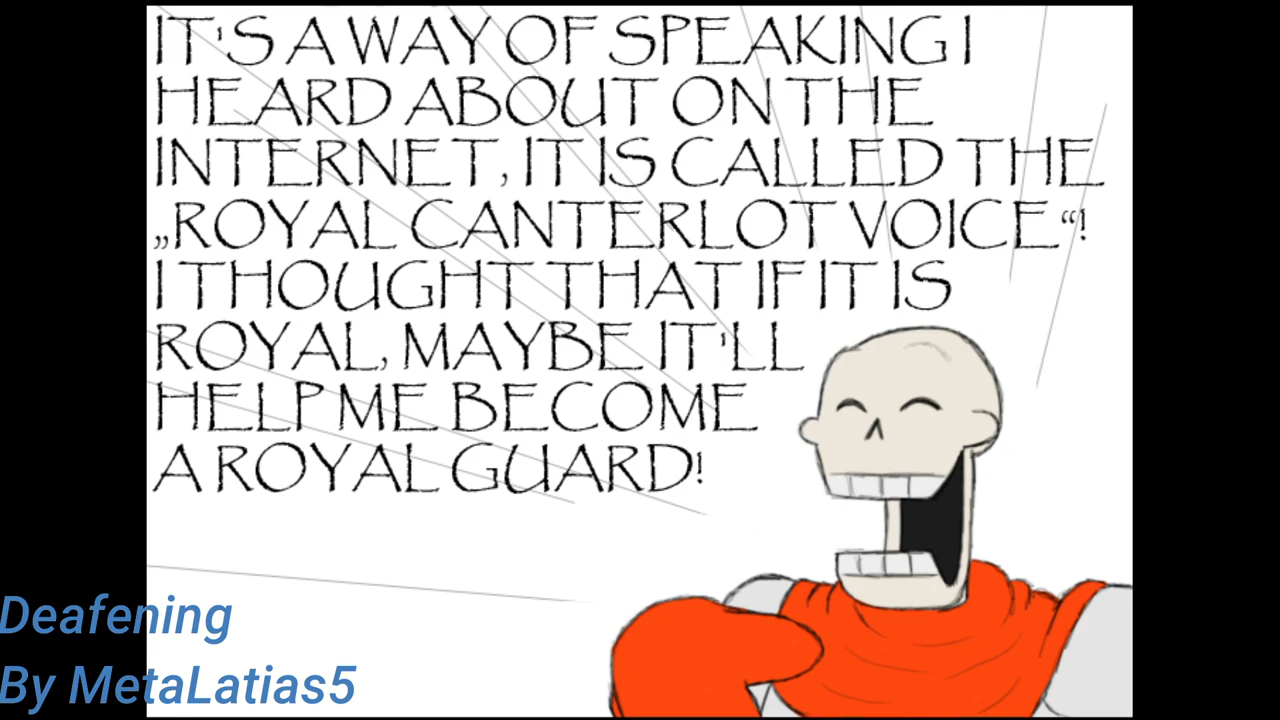 IT'S A WAY OF SPEAKING I
HEARD ABOUT ON THE
INTERNET, IT IS CALLED THE
„ROYAL CANTERLOT VOICE“!
I THOUGHT THAT IF IT IS
ROYAL, MAYBE IT'LL
HELP ME BECOME
A ROYAL GUARD!
Deafening
By MetaLatias5